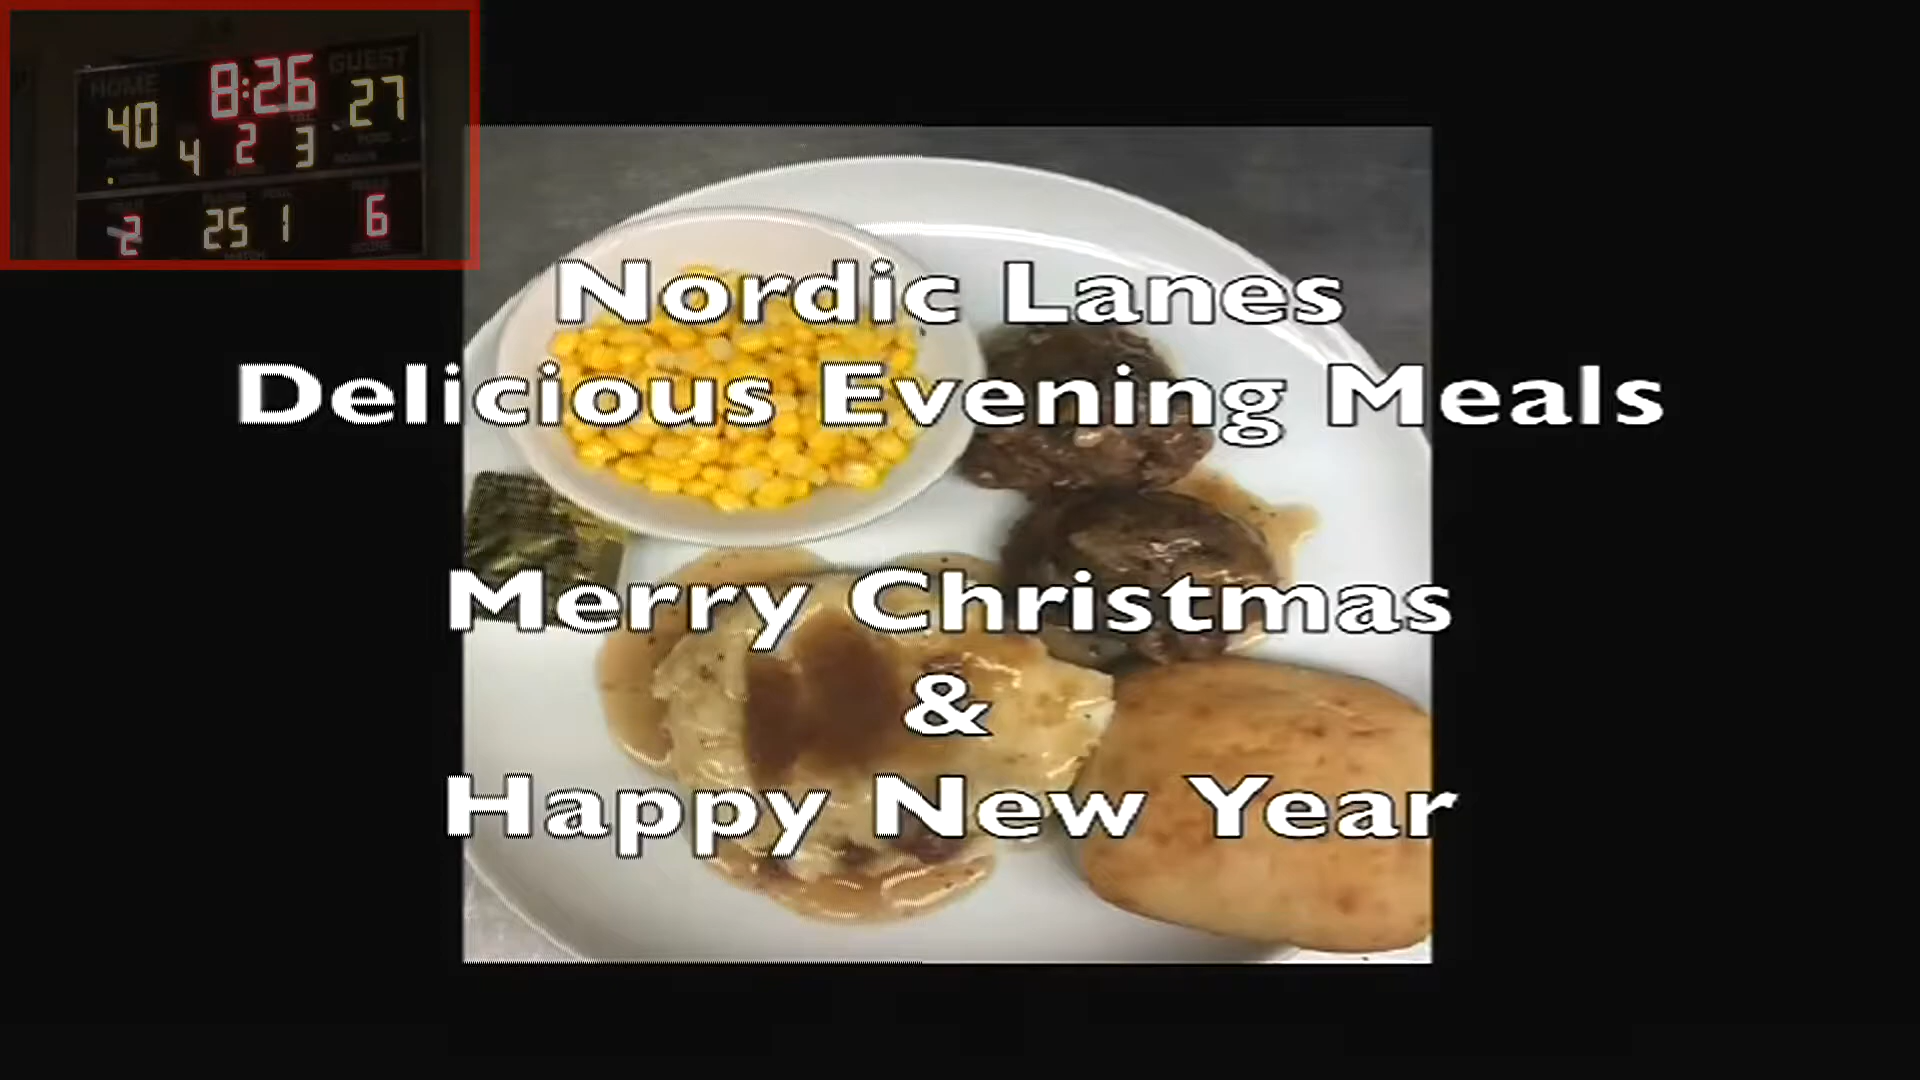 HOME 8:26 GUEST
40 27
4 2 3
2 25 1 6
Nordic Lanes
Delicious Evening Meals
Merry Christmas
&
Happy New Year